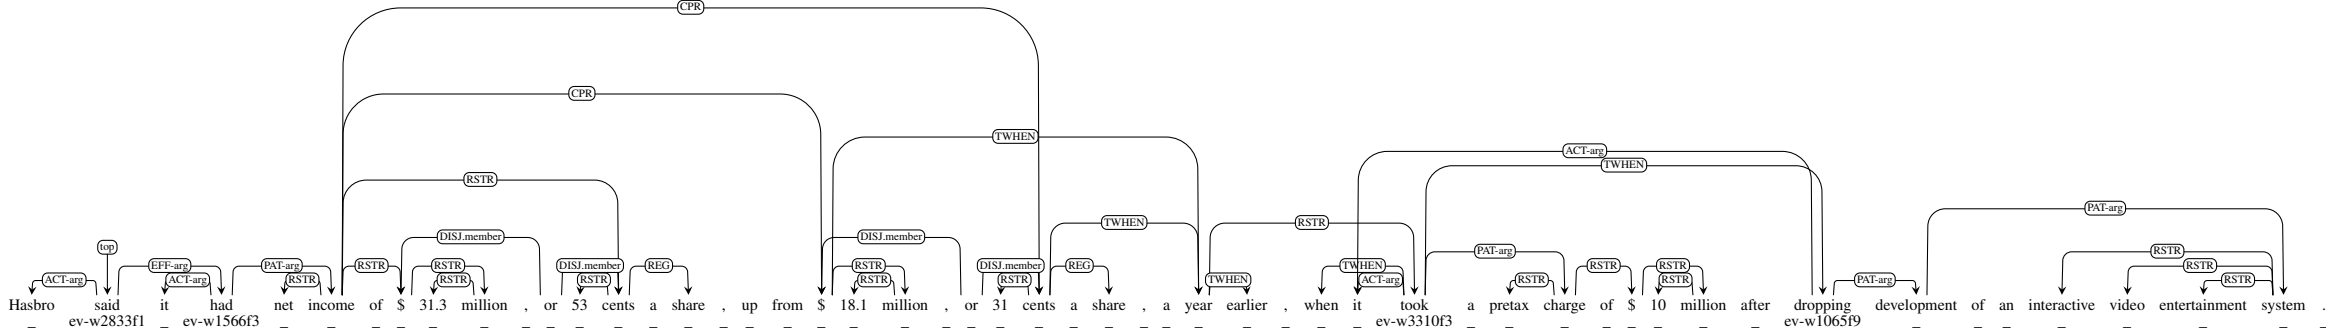 CPR
CPR
TWHEN
ACT-arg
TWHEN
RSTR
PAT-arg
TWHEN RSTR
DISJ.member DISJ.member
top PAT-arg RSTR
EFF-arg PAT-arg RSTR RSTR DISJ.member REG RSTR DISJ.member REG TWHEN RSTR RSTR RSTR
ACT-arg ACT-arg RSTR RSTR RSTR RSTR RSTR TWHEN ACT-arg RSTR RSTR PAT-arg RSTR
Hasbro said it had net income of $ 31.3 million , or 53 cents a share , up from $ 18.1 million , or 31 cents a share , a year earlier , when it took a pretax charge of $ 10 million after dropping development of an interactive video entertainment system .
_ ev-w2833f1 _ ev-w1566f3 _ _ _ _ _ _ _ _ _ _ _ _ _ _ _ _ _ _ _ _ _ _ _ _ _ _ _ _ _ _ _ ev-w3310f3 _ _ _ _ _ _ _ _ ev-w1065f9 _ _ _ _ _ _ _ _